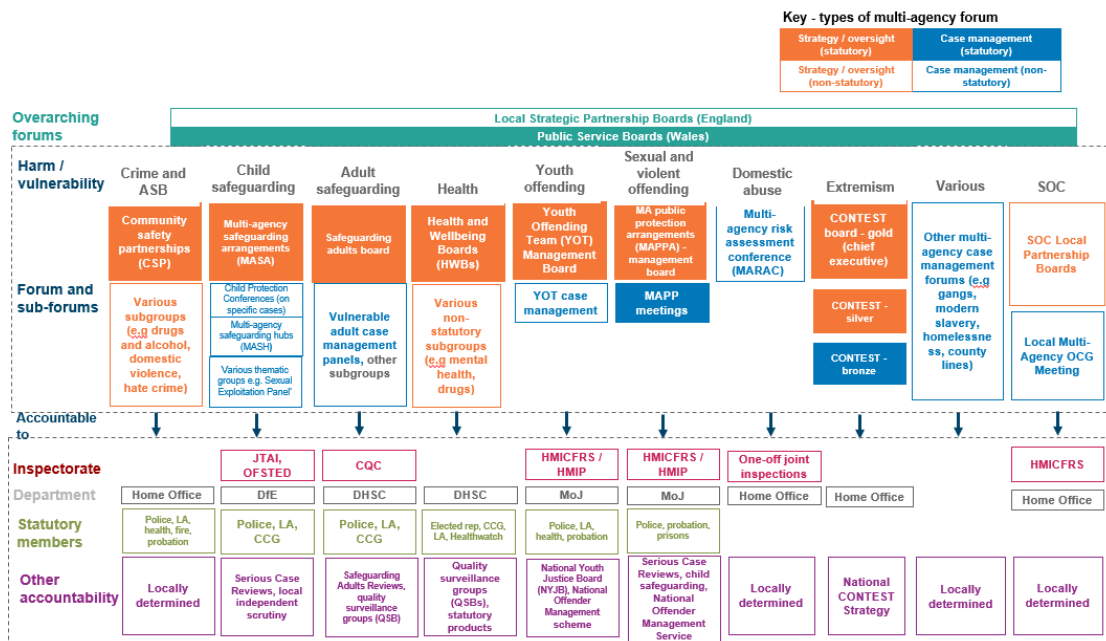 Key - types of multi-agency forum
Strategy / oversight
(statutory)
Case management
(statutory)
Strategy / oversight
(non-statutory)
Case management (non-
statutory)
Overarching
forums
Local Strategic Partnership Boards (England)
Public Service Boards (Wales)
Harm /
vulnerability
Crime and
ASB
Child
safeguarding
Adult
safeguarding
Health
Youth
offending
Sexual and
violent
offending
Domestic
abuse
Extremism
Various
SOC
Forum and
sub-forums
Community
safety
partnerships
(CSP)
Multi-agency
safeguarding
arrangements
(MASA)
Safeguarding
adults board
Health and
Wellbeing
Boards
(HWBs)
Youth
Offending
Team (YOT)
Management
Board
MA public
protection
arrangements
(MAPPA) -
management
board
Multi-
agency risk
assessment
conference
(MARAC)
CONTEST
board - gold
(chief
executive)
Other multi-
agency case
management
forums (e.g
gangs,
modern
slavery,
homelessne
ss, county
lines)
SOC Local
Partnership
Boards
Various
subgroups
(e.g drugs
and alcohol,
domestic
violence,
hate crime)
Child Protection
Conferences (on
specific cases)
Multi-agency
safeguarding hubs
(MASH)
Various thematic
groups e.g. Sexual
Exploitation Panel'
Vulnerable
adult case
management
panels, other
subgroups
Various
non-
statutory
subgroups
(e.g mental
health,
drugs)
YOT case
management
MAPP
meetings
CONTEST -
silver
CONTEST -
bronze
Local Multi-
Agency OCG
Meeting
Accountable
to
Inspectorate
JTAI,
OFSTED
CQC
HMICFRS /
HMIP
HMICFRS /
HMIP
One-off joint
inspections
HMICFRS
Department
Home Office
DfE
DHSC
DHSC
MoJ
MoJ
Home Office
Home Office
Home Office
Statutory
members
Police, LA,
health, fire,
probation
Police, LA,
CCG
Police, LA,
CCG
Elected rep, CCG,
LA, Healthwatch
Police, LA,
health, probation
Police, probation,
prisons
Other
accountability
Locally
determined
Serious Case
Reviews, local
independent
scrutiny
Safeguarding
Adults Reviews,
quality
surveillance
groups (QSB)
Quality
surveillance
groups
(QSBs),
statutory
products
National Youth
Justice Board (NYJB),
National
Offender
Management
scheme
Serious Case
Reviews, child
safeguarding,
National
Offender
Management
Service
Locally
determined
National
CONTEST
Strategy
Locally
determined
Locally
determined